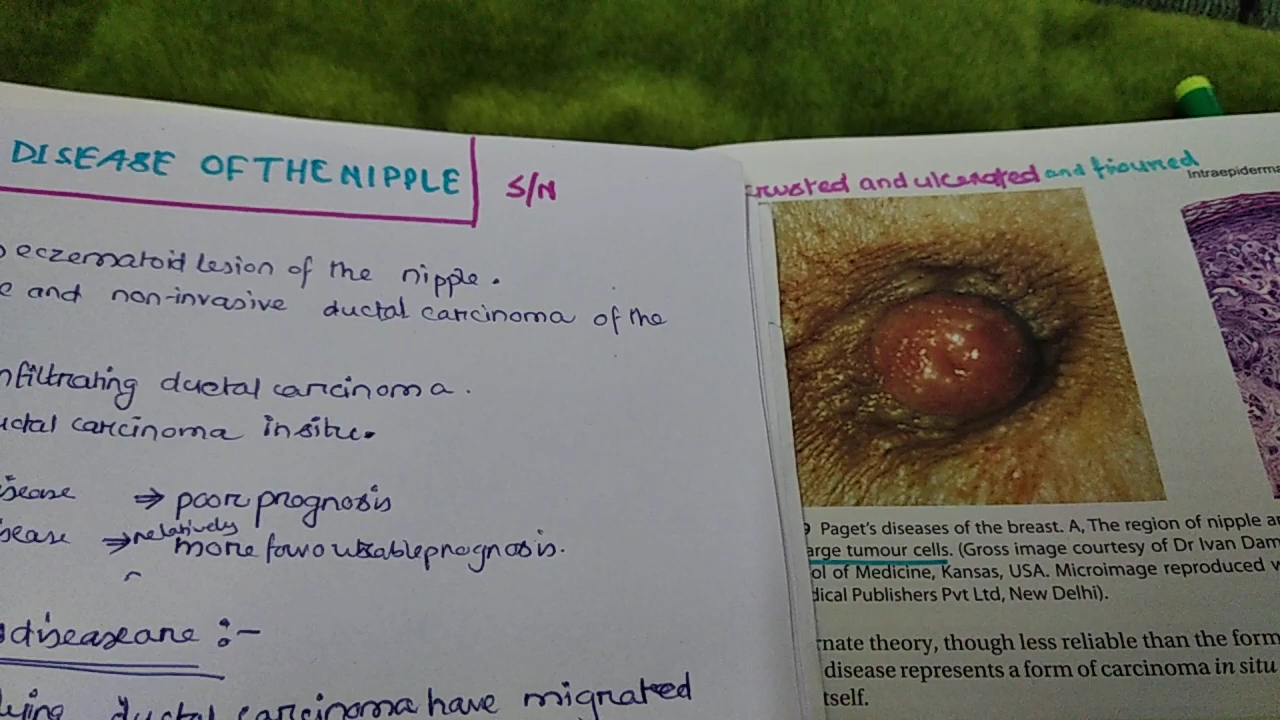 DISEASE OF THE NIPPLE
S/N
eczematoid lesion of the nipple.
and non-invasive ductal carcinoma of the
nfiltrating ductal carcinoma.
uctal carcinoma insitu.
isease ⇒ poor prognosis
sease ⇒ relatively
more favourable prognosis.
disease are :-
lying ductal carcinoma have migrated
crusted and ulcerated and fissured
Intraepiderma
Paget's diseases of the breast. A, The region of nipple a
arge tumour cells. (Gross image courtesy of Dr Ivan Dam
ol of Medicine, Kansas, USA. Microimage reproduced w
dical Publishers Pvt Ltd, New Delhi).
rnate theory, though less reliable than the form
disease represents a form of carcinoma in situ
tself.